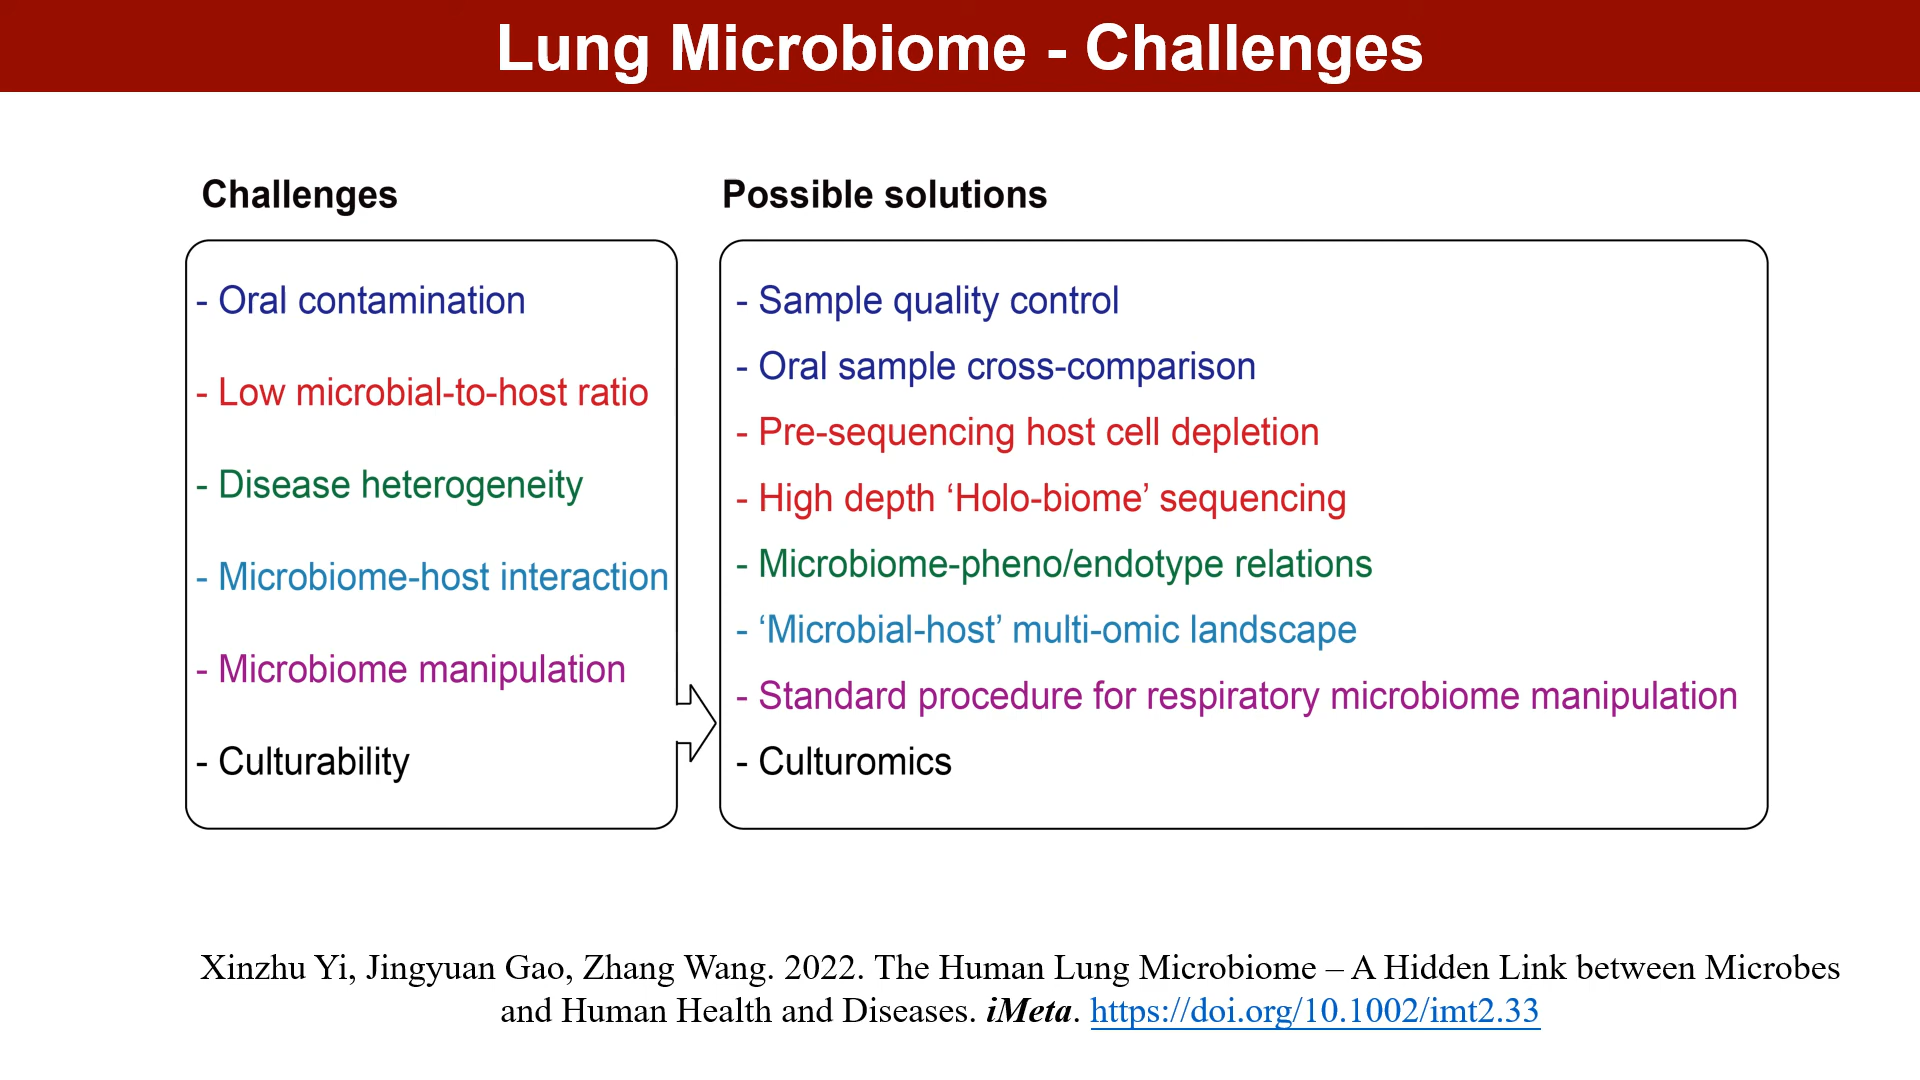 Lung Microbiome - Challenges
Challenges
- Oral contamination
- Low microbial-to-host ratio
- Disease heterogeneity
- Microbiome-host interaction
- Microbiome manipulation
- Culturability
Possible solutions
- Sample quality control
- Oral sample cross-comparison
- Pre-sequencing host cell depletion
- High depth ‘Holo-biome’ sequencing
- Microbiome-pheno/endotype relations
- ‘Microbial-host’ multi-omic landscape
- Standard procedure for respiratory microbiome manipulation
- Culturomics
Xinzhu Yi, Jingyuan Gao, Zhang Wang. 2022. The Human Lung Microbiome – A Hidden Link between Microbes
and Human Health and Diseases. iMeta. https://doi.org/10.1002/imt2.33